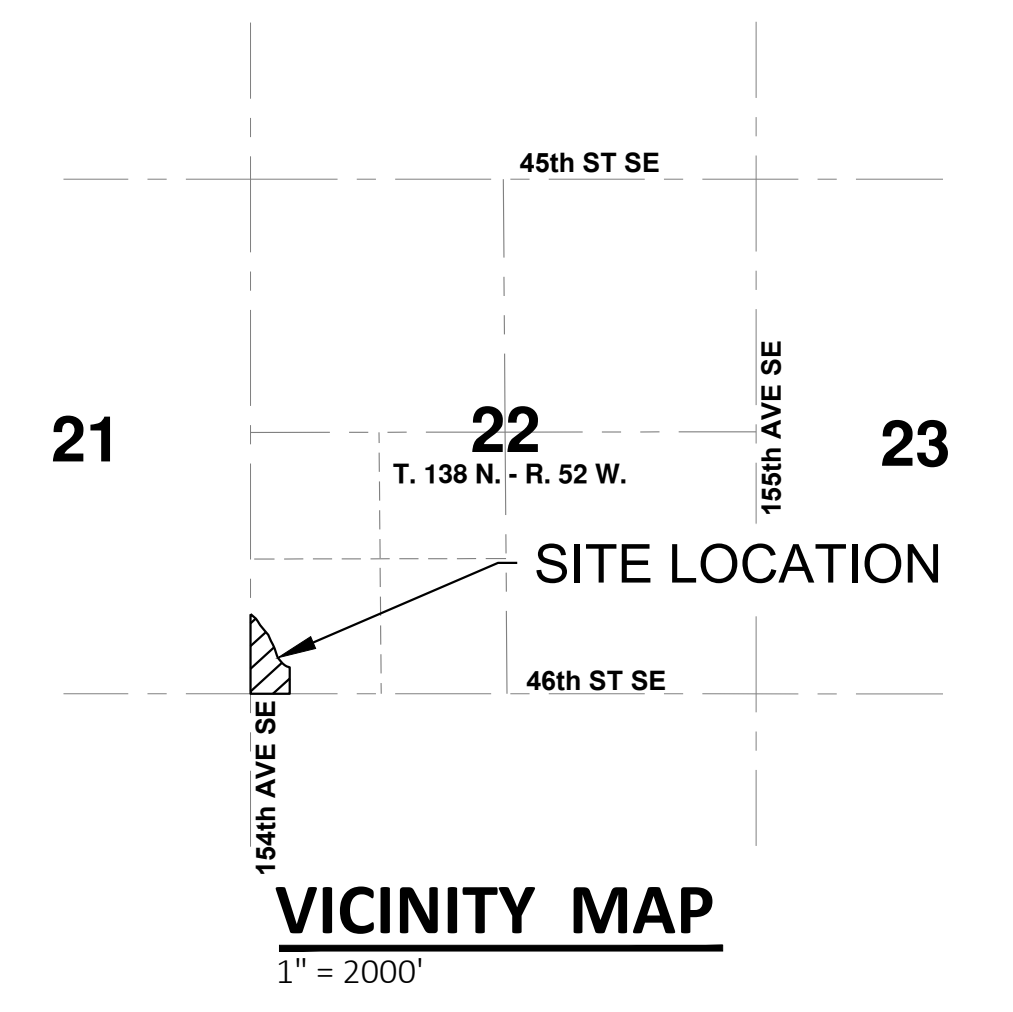 45th ST SE
155th AVE SE
21
22
23
T. 138 N. - R. 52 W.
SITE LOCATION
46th ST SE
154th AVE SE
VICINITY MAP
1" = 2000'